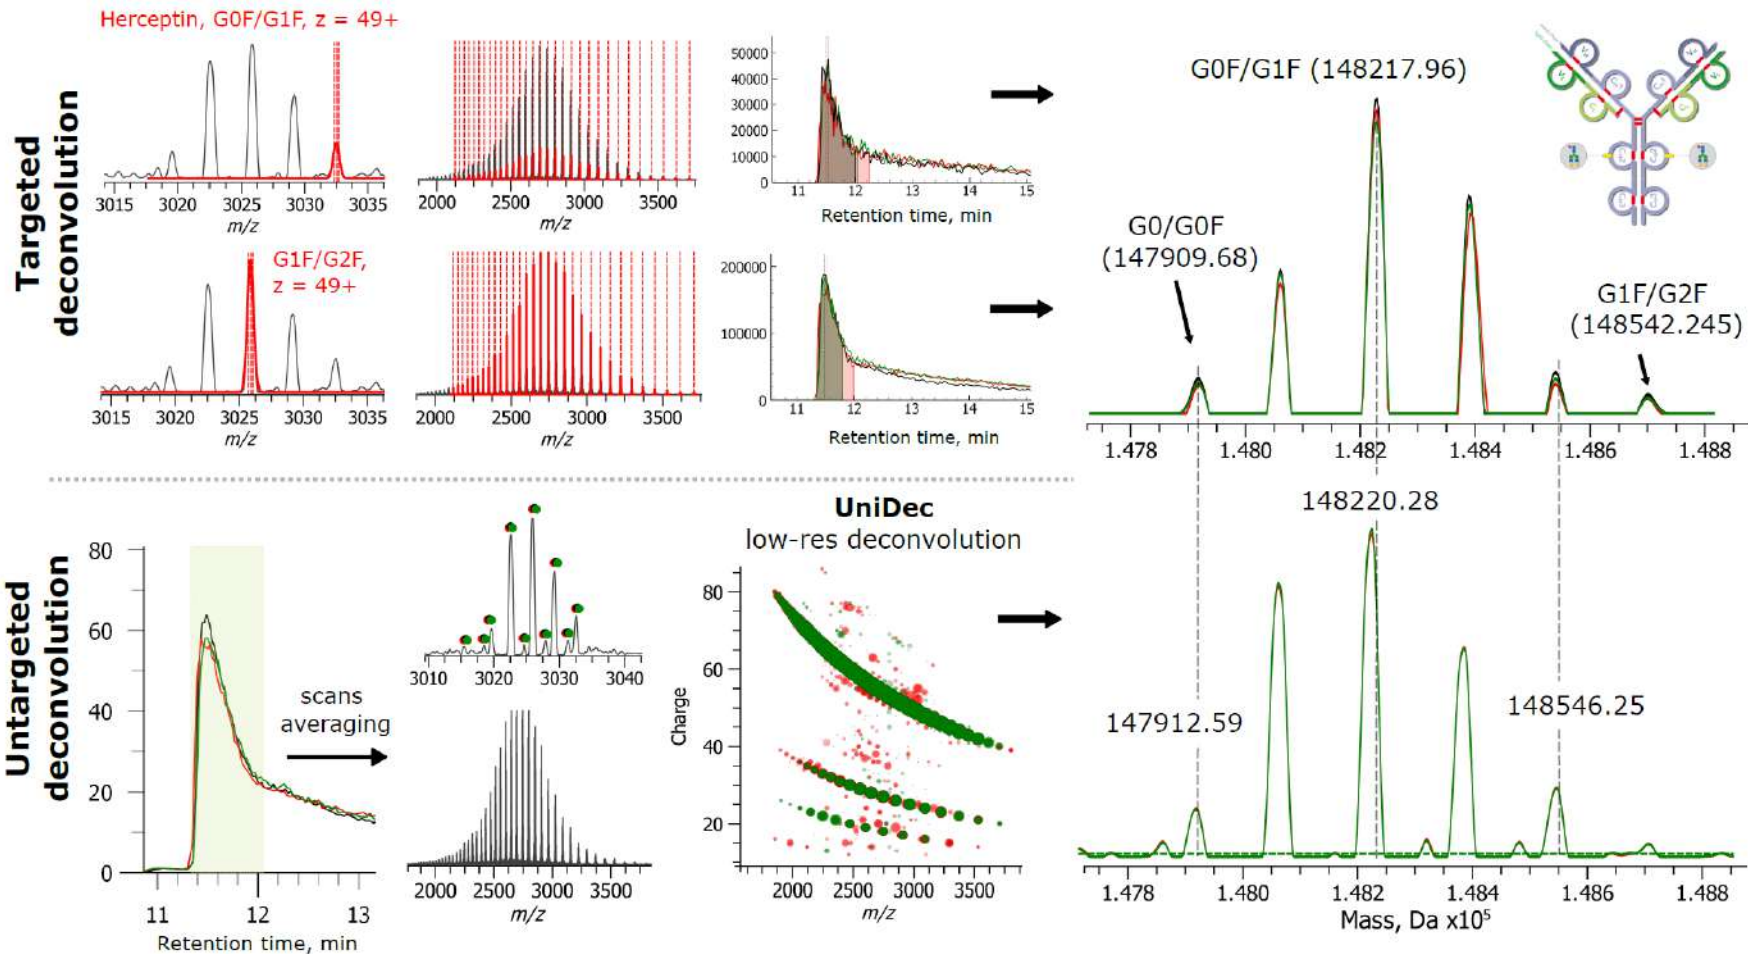 Targeted
deconvolution
Herceptin, G0F/G1F, z = 49+
3015 3020 3025 3030 3035
m/z
2000 2500 3000 3500
m/z
50000
40000
30000
20000
10000
0
11 12 13 14 15
Retention time, min
G1F/G2F,
z = 49+
3015 3020 3025 3030 3035
m/z
2000 2500 3000 3500
m/z
200000
100000
0
11 12 13 14 15
Retention time, min
G0F/G1F (148217.96)
G0/G0F
(147909.68)
G1F/G2F
(148542.245)
1.478 1.480 1.482 1.484 1.486 1.488
Untargeted
deconvolution
80
60
40
20
0
11 12 13
Retention time, min
scans
averaging
3010 3020 3030 3040
2000 2500 3000 3500
m/z
UniDec
low-res deconvolution
Charge
80
60
40
20
2000 2500 3000 3500
m/z
148220.28
147912.59
148546.25
1.478 1.480 1.482 1.484 1.486 1.488
Mass, Da x10⁵